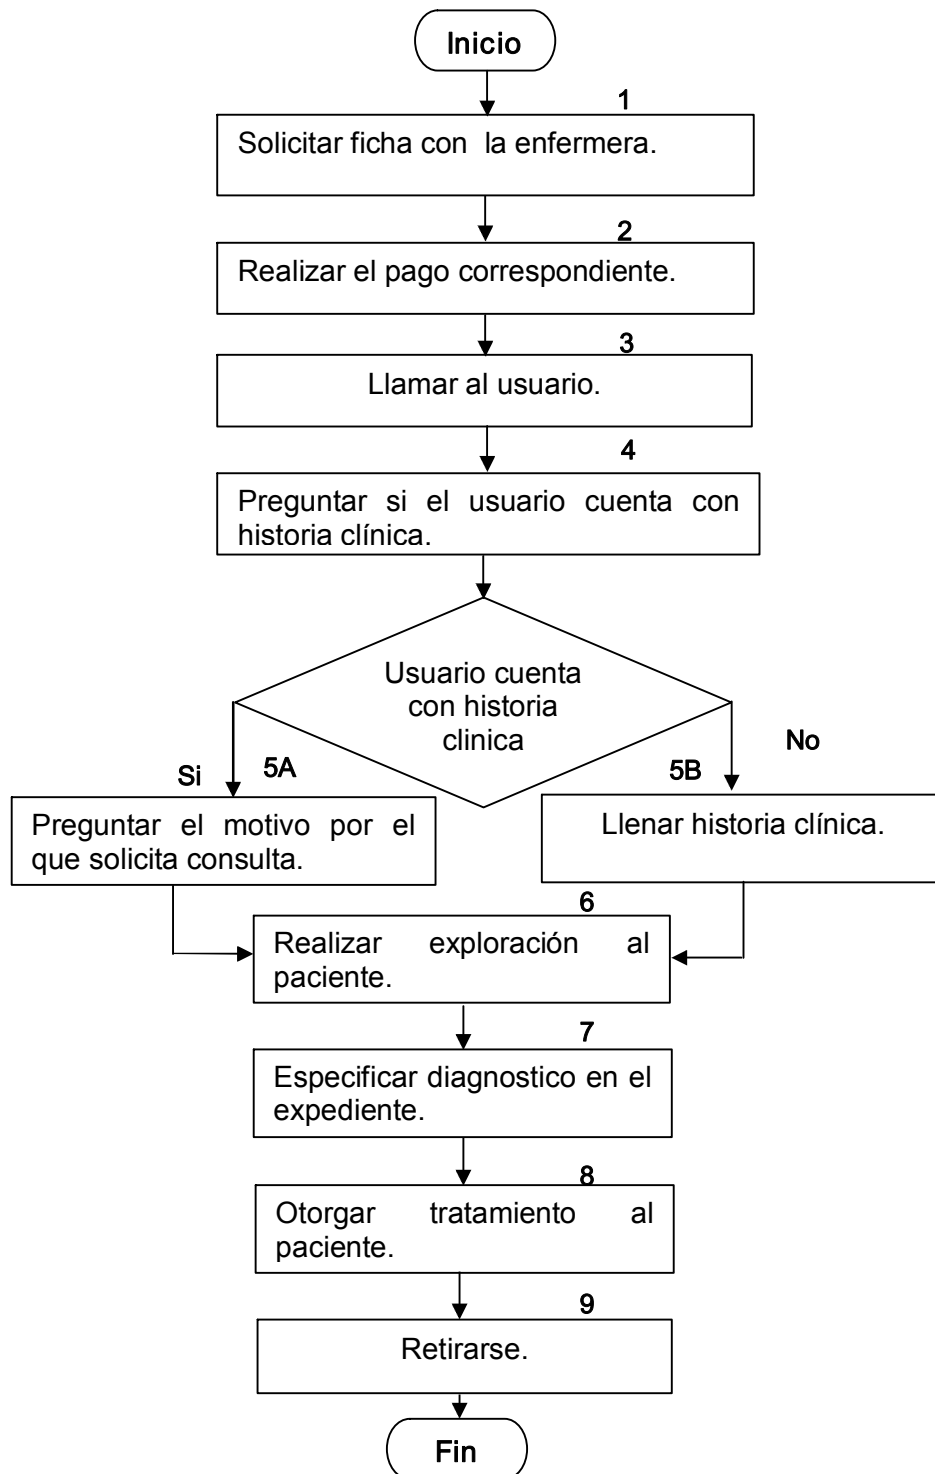 Inicio
1
Solicitar ficha con la enfermera.
2
Realizar el pago correspondiente.
3
Llamar al usuario.
4
Preguntar si el usuario cuenta con
historia clínica.
Usuario cuenta
con historia
clinica
Si
5A
5B
No
Preguntar el motivo por el
que solicita consulta.
Llenar historia clínica.
6
Realizar exploración al
paciente.
7
Especificar diagnostico en el
expediente.
8
Otorgar tratamiento al
paciente.
9
Retirarse.
Fin